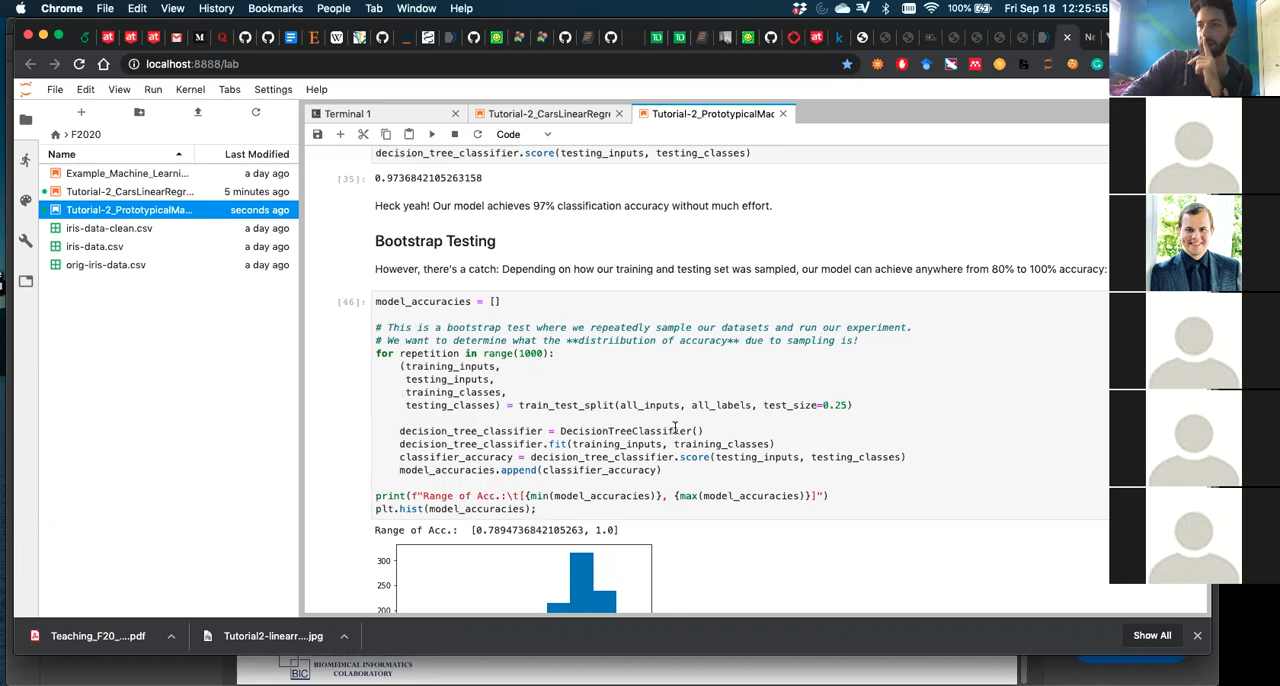 Chrome File Edit View History Bookmarks People Tab Window Help 100% Fri Sep 18 12:25:55
localhost:8888/lab
File Edit View Run Kernel Tabs Settings Help
F2020
Name Last Modified
Example_Machine_Learni... a day ago
Tutorial-2_CarsLinearRegr... 5 minutes ago
Tutorial-2_PrototypicalMa... seconds ago
iris-data-clean.csv a day ago
iris-data.csv a day ago
orig-iris-data.csv a day ago
Terminal 1 Tutorial-2_CarsLinearRegre Tutorial-2_PrototypicalMac
Code
decision_tree_classifier.score(testing_inputs, testing_classes)
[35]: 0.9736842105263158
Heck yeah! Our model achieves 97% classification accuracy without much effort.
Bootstrap Testing
However, there's a catch: Depending on how our training and testing set was sampled, our model can achieve anywhere from 80% to 100% accuracy:
[46]: model_accuracies = []
# This is a bootstrap test where we repeatedly sample our datasets and run our experiment.
# We want to determine what the **distriibution of accuracy** due to sampling is!
for repetition in range(1000):
(training_inputs,
testing_inputs,
training_classes,
testing_classes) = train_test_split(all_inputs, all_labels, test_size=0.25)
decision_tree_classifier = DecisionTreeClassifier()
decision_tree_classifier.fit(training_inputs, training_classes)
classifier_accuracy = decision_tree_classifier.score(testing_inputs, testing_classes)
model_accuracies.append(classifier_accuracy)
print(f"Range of Acc.:\t[{min(model_accuracies)}, {max(model_accuracies)}]")
plt.hist(model_accuracies);
Range of Acc.: [0.7894736842105263, 1.0]
300
250
200
Teaching_F20_....pdf Tutorial2-linearr....jpg Show All
BIC BIOMEDICAL INFORMATICS
COLABORATORY